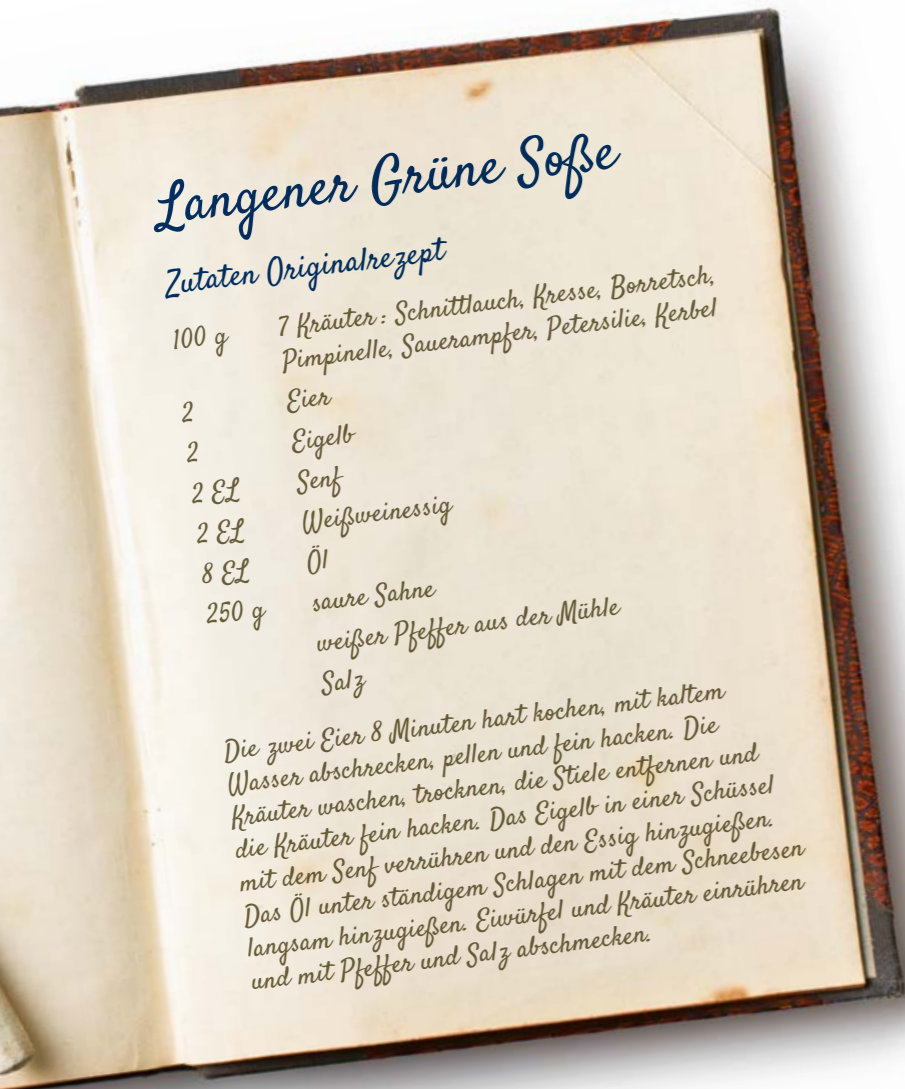 Langener Grüne Soße
Zutaten Originalrezept
100 g 7 Kräuter: Schnittlauch, Kresse, Borretsch,
Pimpinelle, Sauerampfer, Petersilie, Kerbel
2 Eier
2 Eigelb
2 EL Senf
2 EL Weißweinessig
8 EL Öl
250 g saure Sahne
weißer Pfeffer aus der Mühle
Salz
Die zwei Eier 8 Minuten hart kochen, mit kaltem
Wasser abschrecken, pellen und fein hacken. Die
Kräuter waschen, trocknen, die Stiele entfernen und
die Kräuter fein hacken. Das Eigelb in einer Schüssel
mit dem Senf verrühren und den Essig hinzugießen.
Das Öl unter ständigem Schlagen mit dem Schneebesen
langsam hinzugießen. Eiwürfel und Kräuter einrühren
und mit Pfeffer und Salz abschmecken.